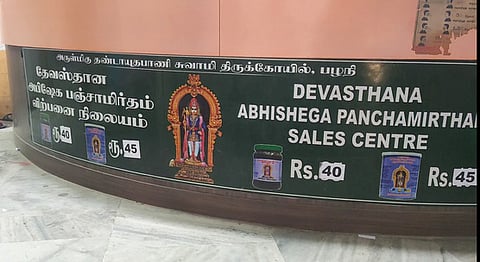 அருள்மிகு தண்டாயுதபாணி சுவாமி திருக்கோயில், பழநி
தேவஸ்தான
அபிஷேக பஞ்சாமிர்தம்
விற்பனை நிலையம்
ரூ.40
ரூ.45
DEVASTHANA
ABHISHEGA PANCHAMIRTHAM
SALES CENTRE
Rs.40
Rs.45